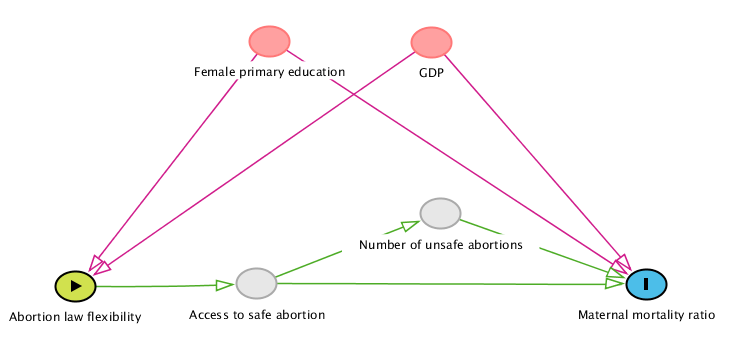 Female primary education
GDP
Number of unsafe abortions
Abortion law flexibility
Access to safe abortion
Maternal mortality ratio